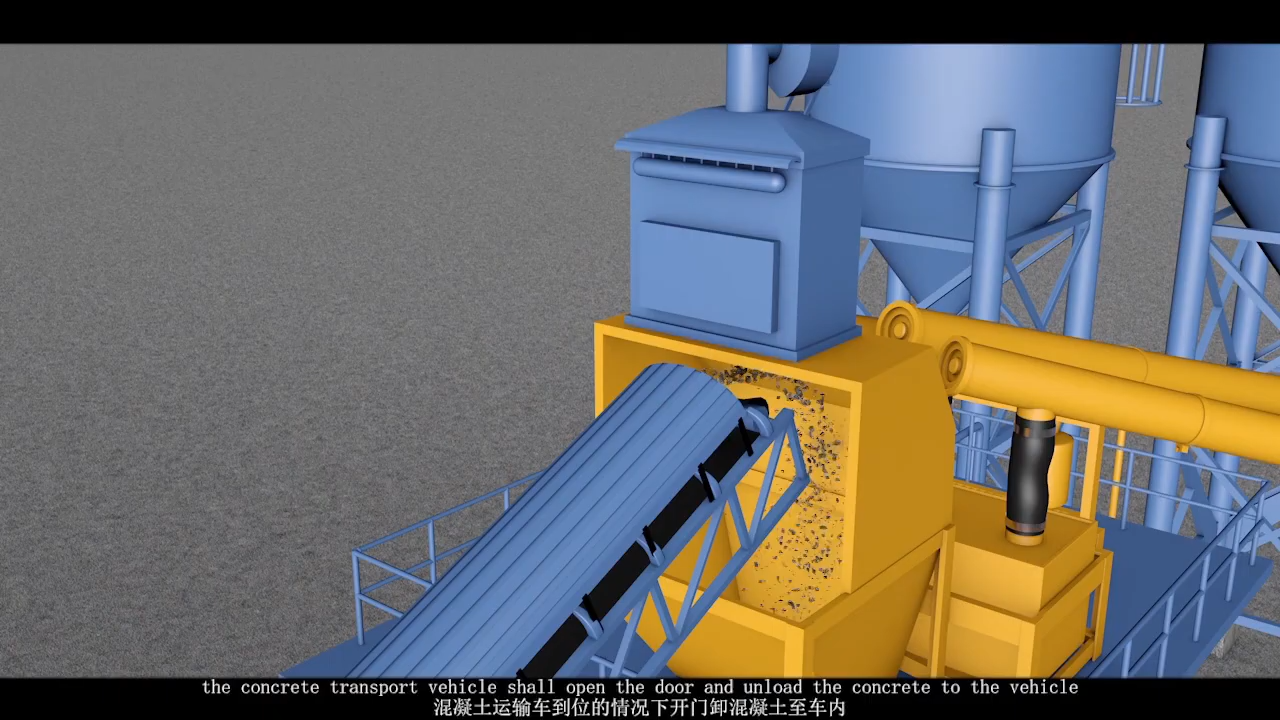 the concrete transport vehicle shall open the door and unload the concrete to the vehicle
混凝土运输车到位的情况下开门卸混凝土至车内